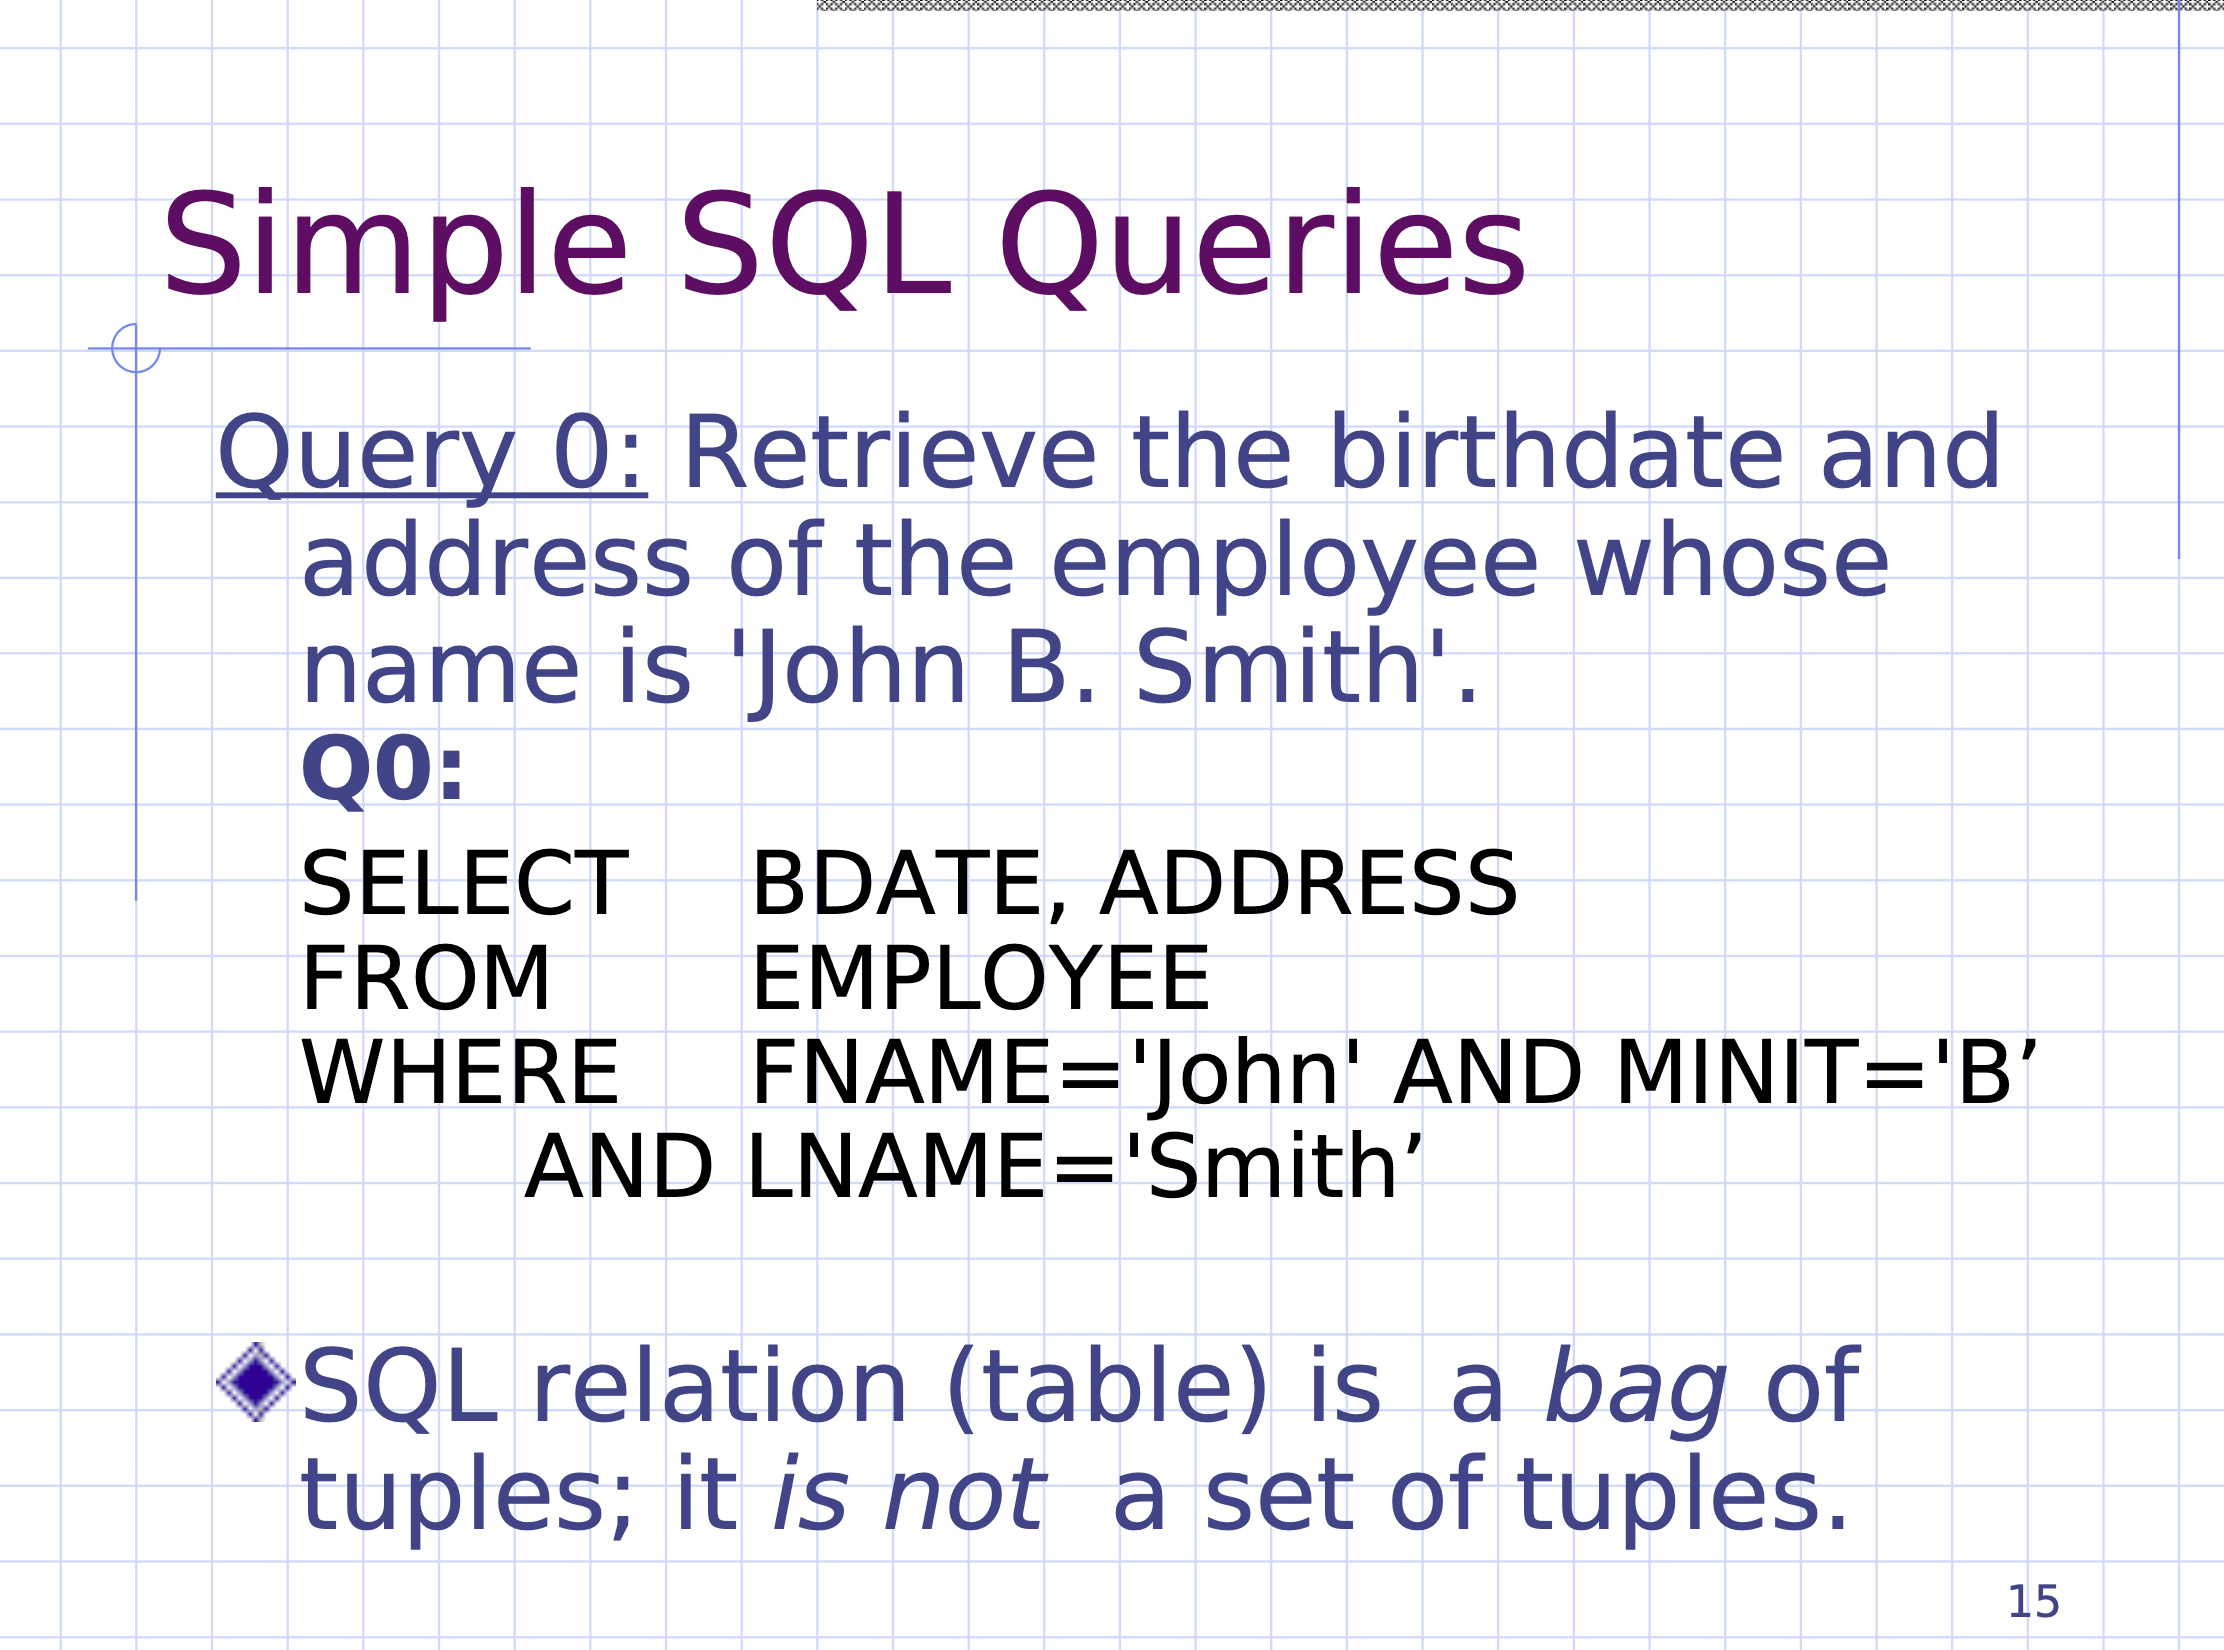 Simple SQL Queries
Query 0: Retrieve the birthdate and
address of the employee whose
name is 'John B. Smith'.
Q0:
SELECT BDATE, ADDRESS
FROM EMPLOYEE
WHERE FNAME='John' AND MINIT='B’
AND LNAME='Smith’
SQL relation (table) is a bag of
tuples; it is not a set of tuples.
15